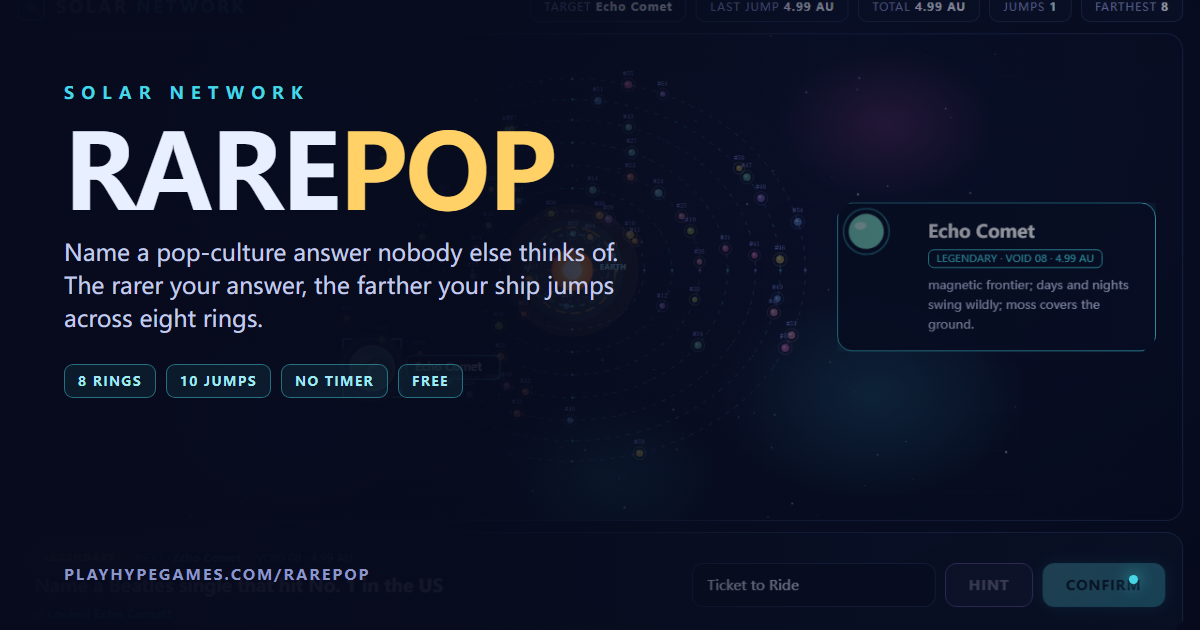 SOLAR NETWORK
TARGET Echo Comet
LAST JUMP 4.99 AU
TOTAL 4.99 AU
JUMPS 1
FARTHEST 8
SOLAR NETWORK
RAREPOP
Name a pop-culture answer nobody else thinks of.
The rarer your answer, the farther your ship jumps
across eight rings.
8 RINGS
10 JUMPS
NO TIMER
FREE
EARTH
Echo Comet
Echo Comet
LEGENDARY · VOID 08 · 4.99 AU
magnetic frontier; days and nights
swing wildly; moss covers the
ground.
PLAYHYPEGAMES.COM/RAREPOP
Name a Beatles single that hit No. 1 in the US
Ticket to Ride
HINT
CONFIRM